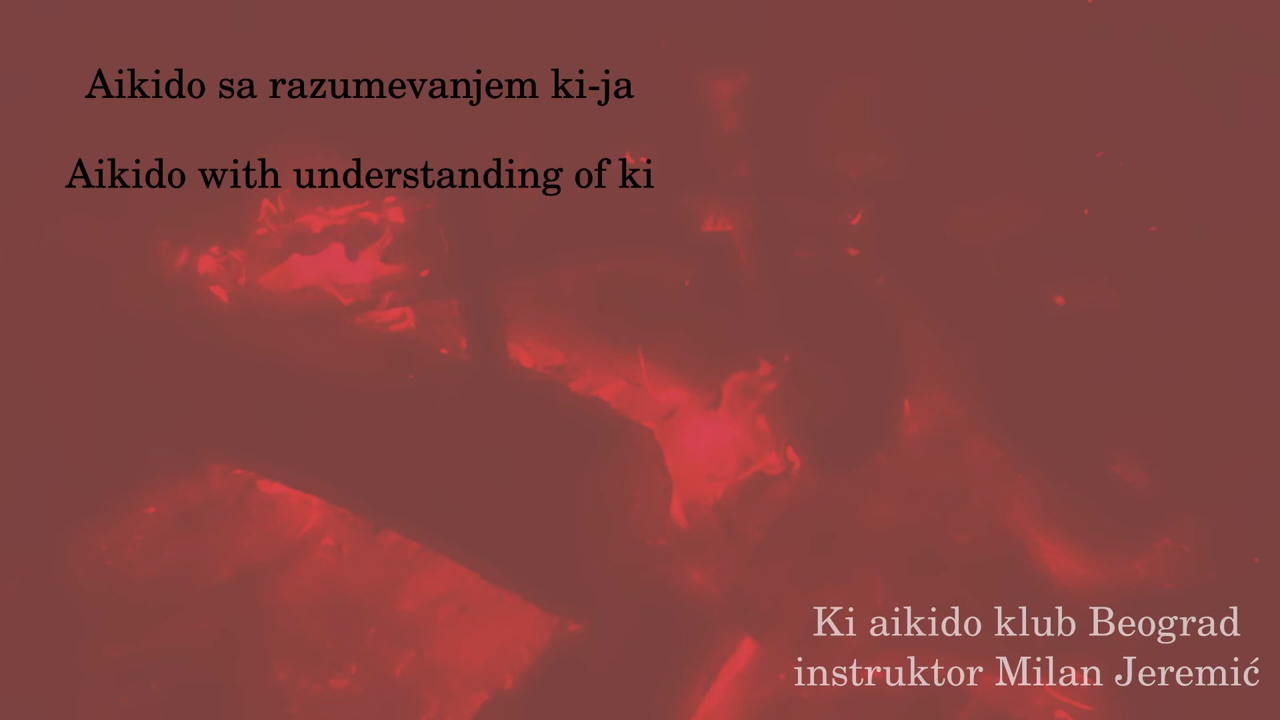 Aikido sa razumevanjem ki-ja
Aikido with understanding of ki
Ki aikido klub Beograd
instruktor Milan Jeremić